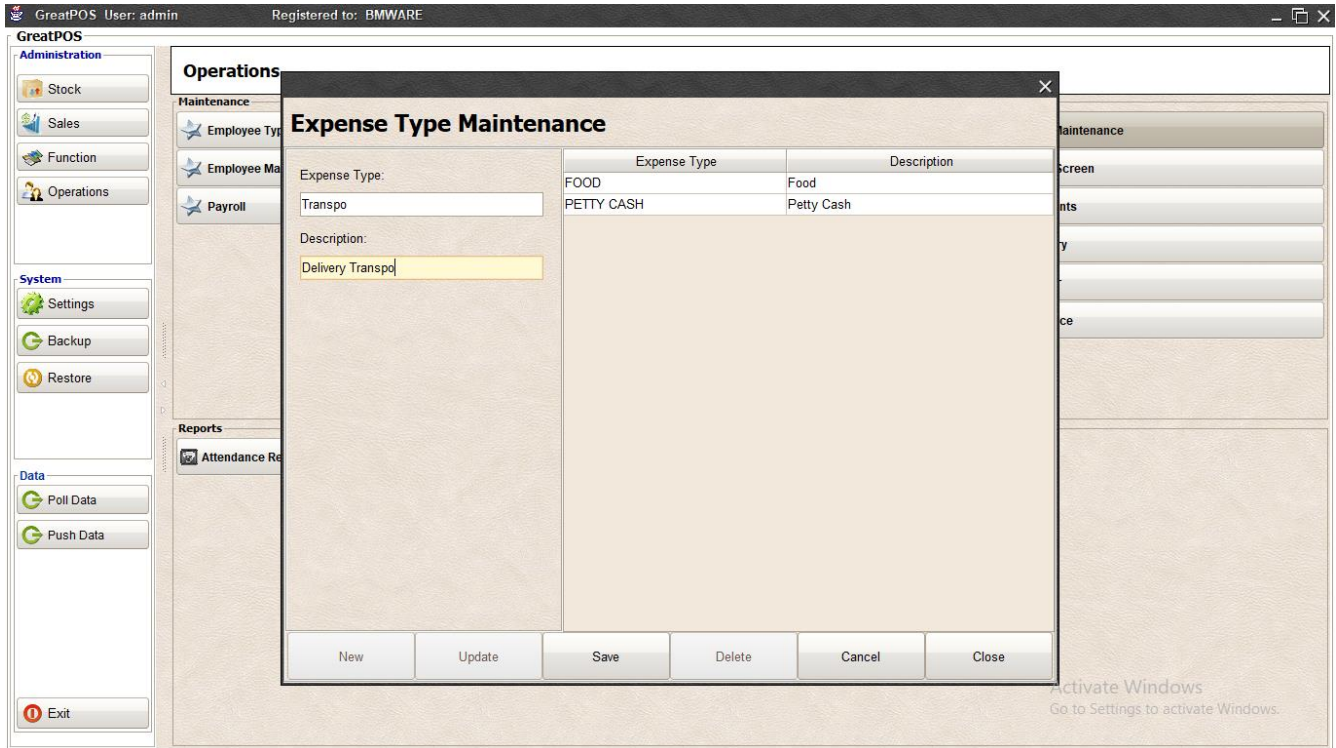 GreatPOS User: admin Registered to: BMWARE
GreatPOS
Administration
Stock
Sales
Function
Operations
System
Settings
Backup
Restore
Data
Poll Data
Push Data
Exit
Operations
Maintenance
Employee Typ
Employee Ma
Payroll
Reports
Attendance Re
Expense Type Maintenance
Expense Type:
Transpo
Description:
Delivery Transpo
Expense Type Description
FOOD Food
PETTY CASH Petty Cash
New Update Save Delete Cancel Close
Maintenance
Screen
nts
ry
ce
Activate Windows
Go to Settings to activate Windows.